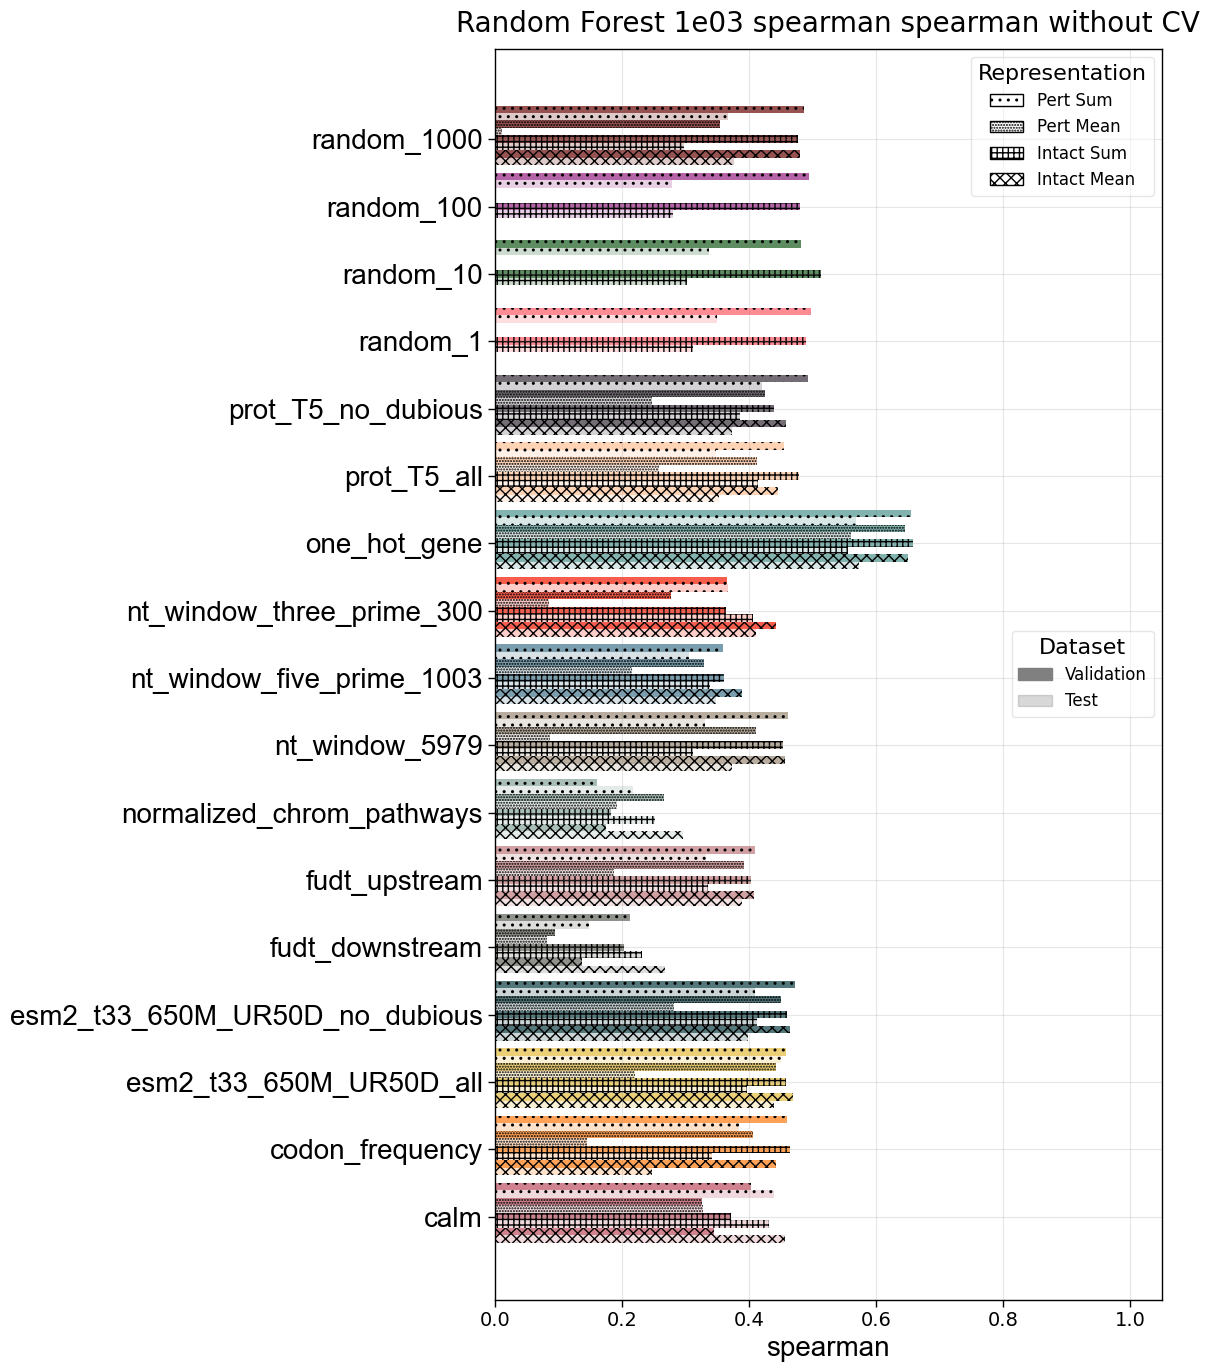 Random Forest 1e03 spearman spearman without CV
Representation
Pert Sum
Pert Mean
Intact Sum
Intact Mean
random_1000
random_100
random_10
random_1
prot_T5_no_dubious
prot_T5_all
one_hot_gene
nt_window_three_prime_300
Dataset
Validation
Test
nt_window_five_prime_1003
nt_window_5979
normalized_chrom_pathways
fudt_upstream
fudt_downstream
esm2_t33_650M_UR50D_no_dubious
esm2_t33_650M_UR50D_all
codon_frequency
calm
0.0 0.2 0.4 0.6 0.8 1.0
spearman